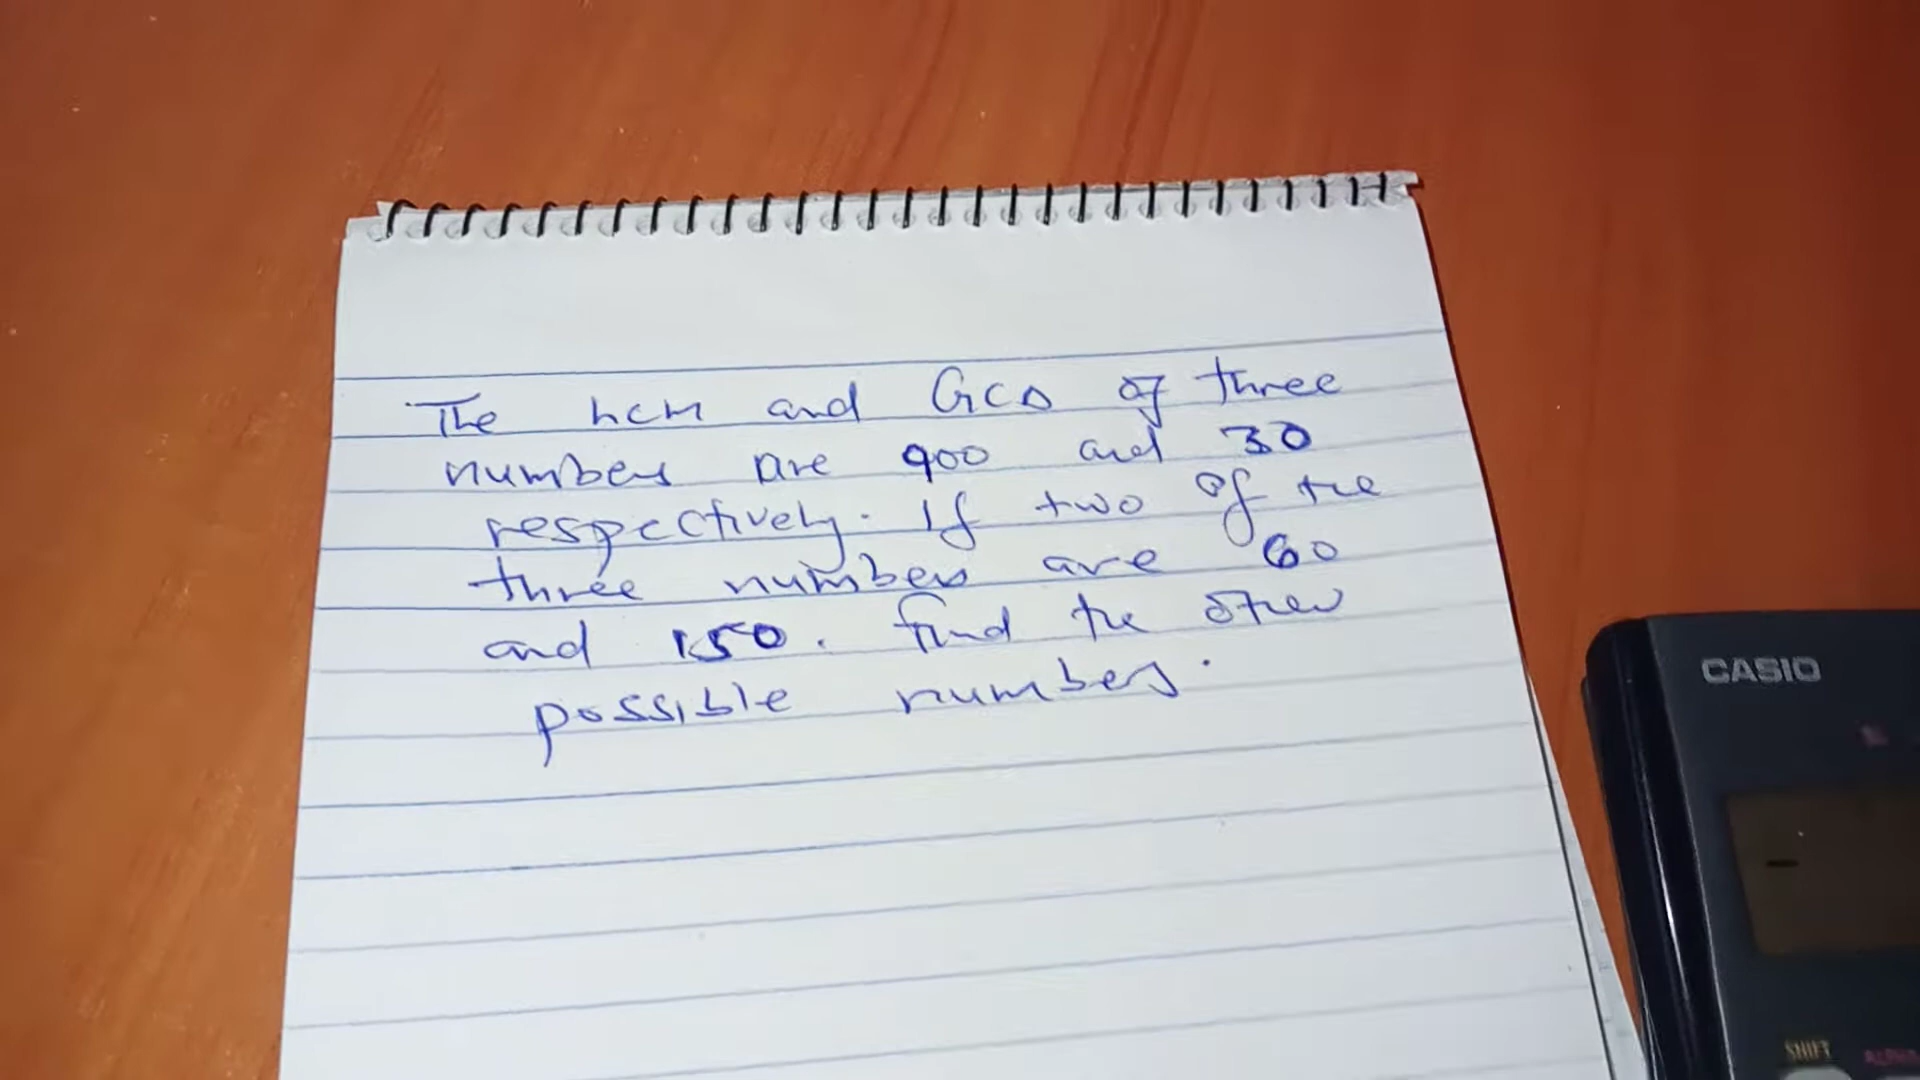 The LCM and GCD of three
numbers are 900 and 30
respectively. If two of the
three numbers are 60
and 150. find the other
possible numbers.
CASIO
SHIFT
ALPHA